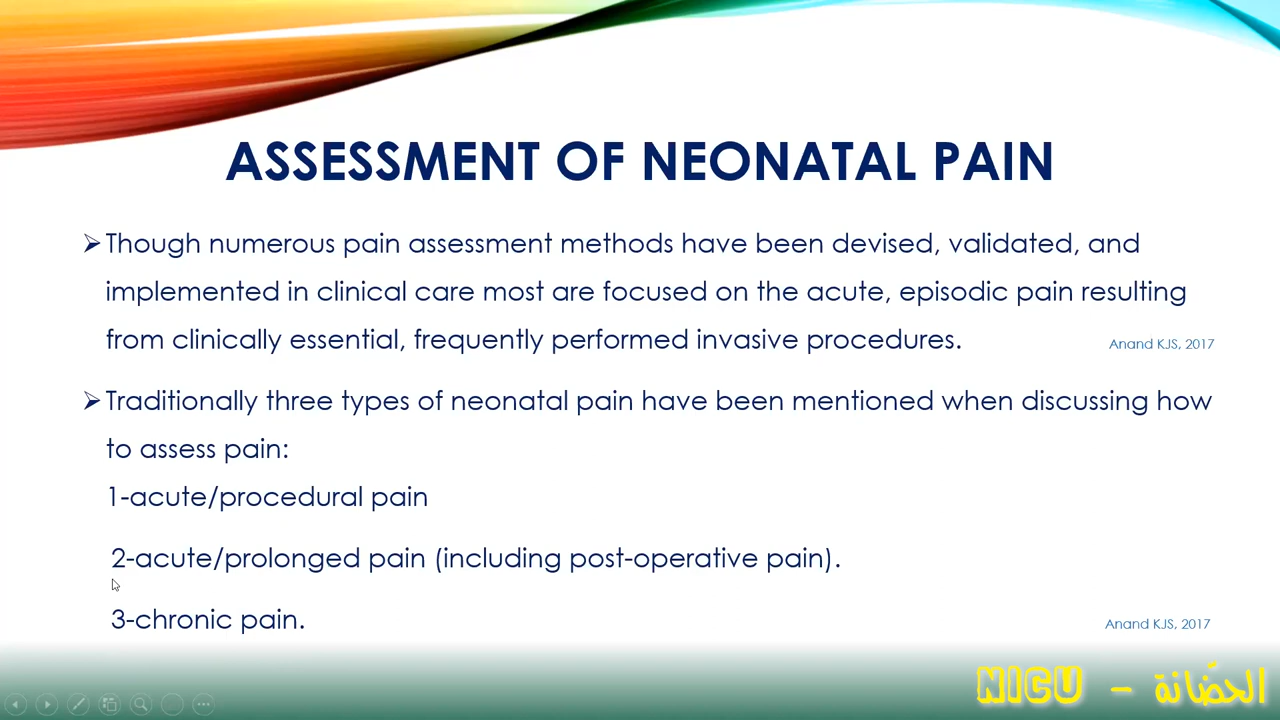 ASSESSMENT OF NEONATAL PAIN
Though numerous pain assessment methods have been devised, validated, and
implemented in clinical care most are focused on the acute, episodic pain resulting
from clinically essential, frequently performed invasive procedures.
Anand KJS, 2017
Traditionally three types of neonatal pain have been mentioned when discussing how
to assess pain:
1-acute/procedural pain
2-acute/prolonged pain (including post-operative pain).
3-chronic pain.
Anand KJS, 2017
NICU - الحضّانة